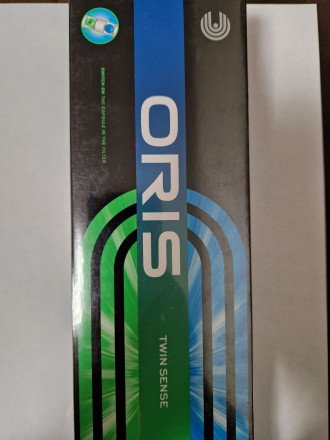 SWITCH ON THE CAPSULE IN THE FILTER
ORIS
TWIN SENSE